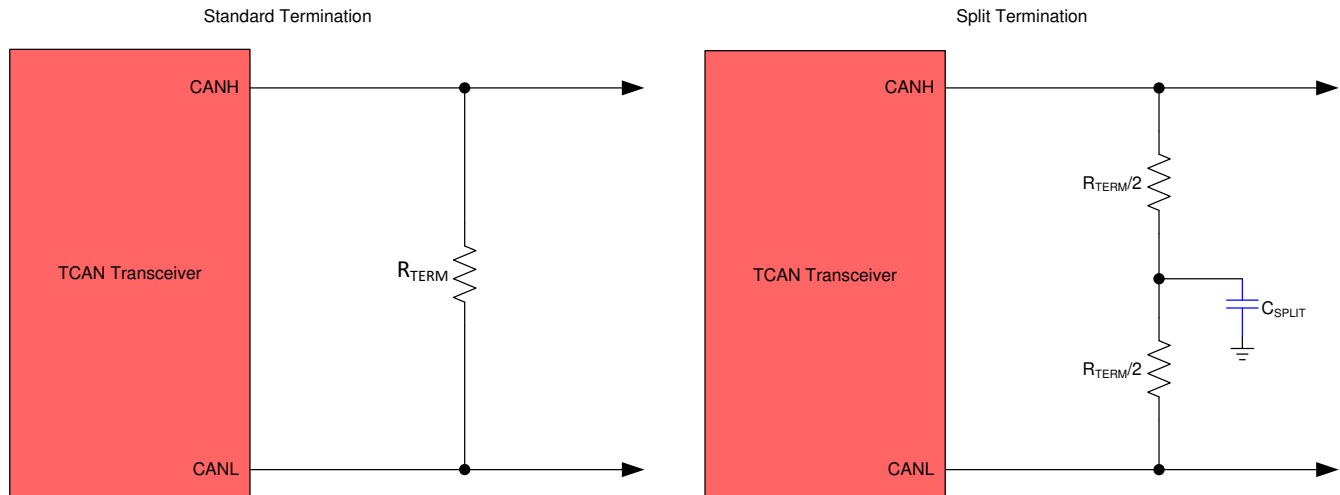 Standard Termination
CANH
TCAN Transceiver
RTERM
CANL
Split Termination
CANH
RTERM/2
TCAN Transceiver
CSPLIT
RTERM/2
CANL